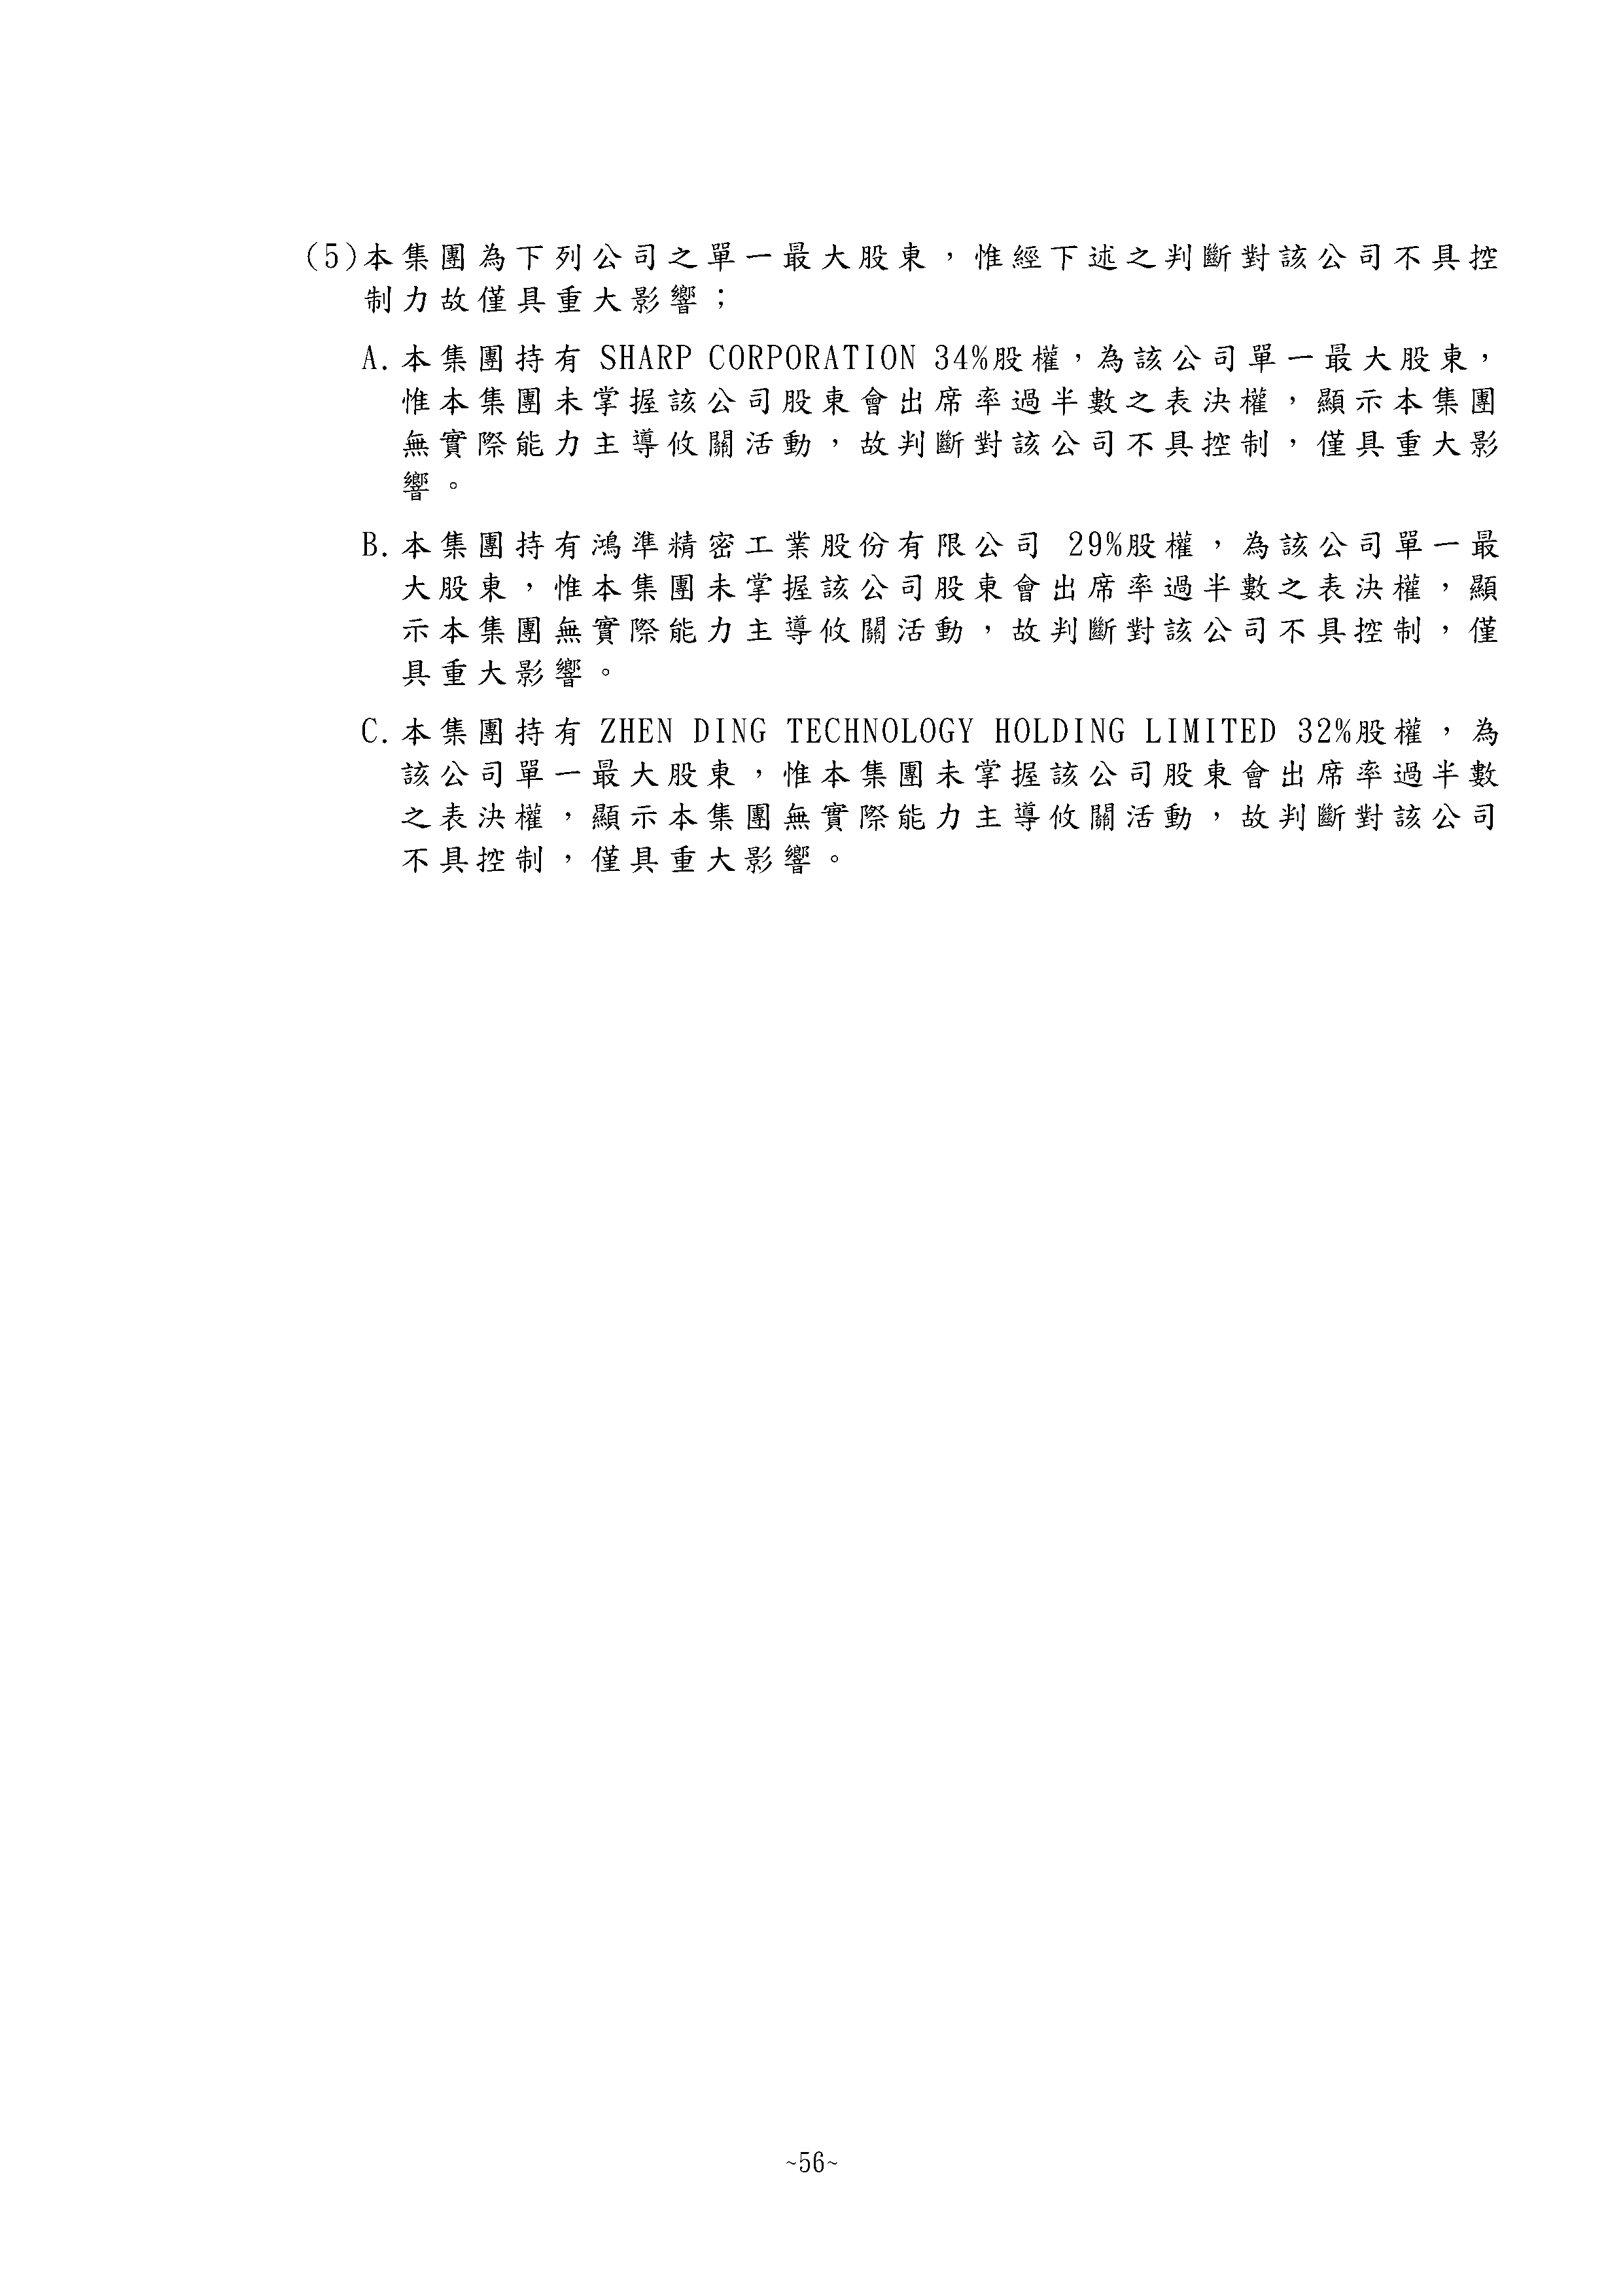 (5)本集團為下列公司之單一最大股東，惟經下述之判斷對該公司不具控
制力故僅具重大影響；
A.本集團持有 SHARP CORPORATION 34%股權，為該公司單一最大股東，
惟本集團未掌握該公司股東會出席率過半數之表決權，顯示本集團
無實際能力主導攸關活動，故判斷對該公司不具控制，僅具重大影
響。
B.本集團持有鴻準精密工業股份有限公司 29%股權，為該公司單一最
大股東，惟本集團未掌握該公司股東會出席率過半數之表決權，顯
示本集團無實際能力主導攸關活動，故判斷對該公司不具控制，僅
具重大影響。
C.本集團持有 ZHEN DING TECHNOLOGY HOLDING LIMITED 32%股權，為
該公司單一最大股東，惟本集團未掌握該公司股東會出席率過半數
之表決權，顯示本集團無實際能力主導攸關活動，故判斷對該公司
不具控制，僅具重大影響。
~56~